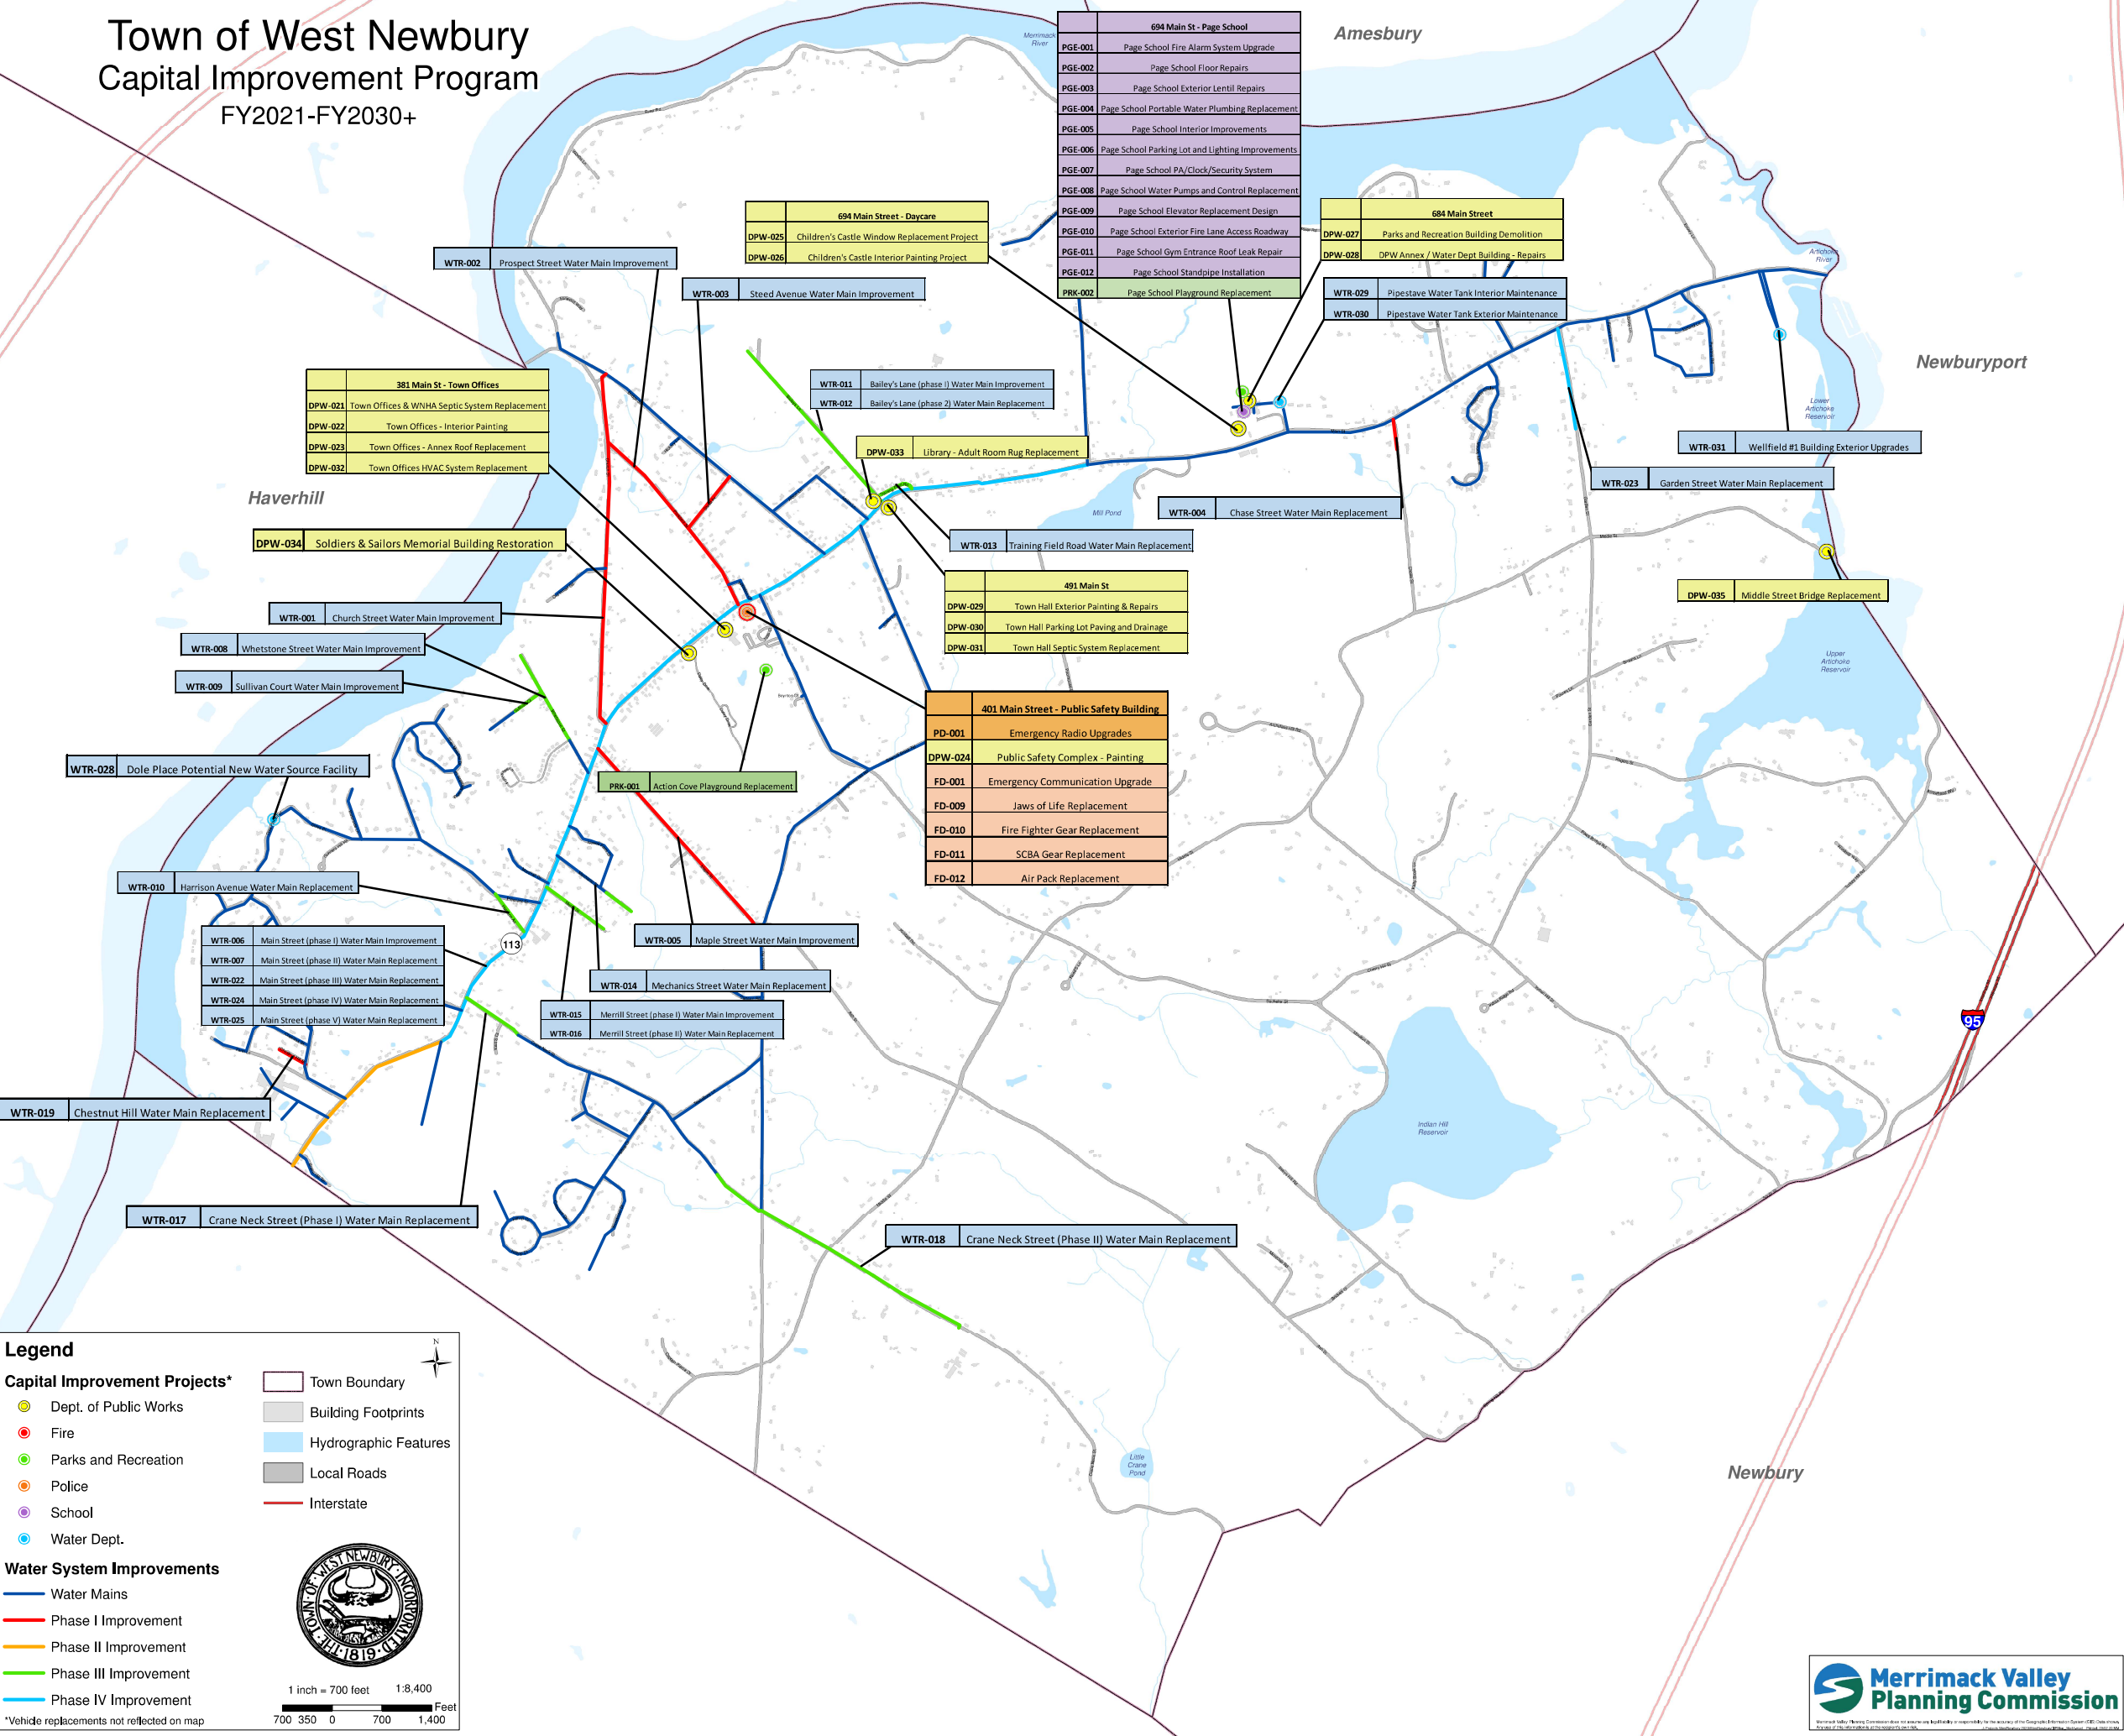 Town of West Newbury
Capital Improvement Program
FY2021-FY2030+
Merrimack
River
Amesbury
694 Main St - Page School
PGE-001 Page School Fire Alarm System Upgrade
PGE-002 Page School Floor Repairs
PGE-003 Page School Exterior Lentil Repairs
PGE-004 Page School Portable Water Plumbing Replacement
PGE-005 Page School Interior Improvements
PGE-006 Page School Parking Lot and Lighting Improvements
PGE-007 Page School PA/Clock/Security System
PGE-008 Page School Water Pumps and Control Replacement
PGE-009 Page School Elevator Replacement Design
PGE-010 Page School Exterior Fire Lane Access Roadway
PGE-011 Page School Gym Entrance Roof Leak Repair
PGE-012 Page School Standpipe Installation
PRK-002 Page School Playground Replacement
694 Main Street - Daycare
DPW-025 Children's Castle Window Replacement Project
DPW-026 Children's Castle Interior Painting Project
684 Main Street
DPW-027 Parks and Recreation Building Demolition
DPW-028 DPW Annex / Water Dept Building - Repairs
WTR-029 Pipestave Water Tank Interior Maintenance
WTR-030 Pipestave Water Tank Exterior Maintenance
Artichoke
River
WTR-002 Prospect Street Water Main Improvement
WTR-003 Steed Avenue Water Main Improvement
Newburyport
381 Main St - Town Offices
DPW-021 Town Offices & WNHA Septic System Replacement
DPW-022 Town Offices - Interior Painting
DPW-023 Town Offices - Annex Roof Replacement
DPW-032 Town Offices HVAC System Replacement
WTR-011 Bailey's Lane (phase I) Water Main Improvement
WTR-012 Bailey's Lane (phase 2) Water Main Replacement
Lower
Artichoke
Reservoir
DPW-033 Library - Adult Room Rug Replacement
WTR-031 Wellfield #1 Building Exterior Upgrades
WTR-023 Garden Street Water Main Replacement
Haverhill
WTR-004 Chase Street Water Main Replacement
Mill Pond
DPW-034 Soldiers & Sailors Memorial Building Restoration
WTR-013 Training Field Road Water Main Replacement
491 Main St
DPW-029 Town Hall Exterior Painting & Repairs
DPW-030 Town Hall Parking Lot Paving and Drainage
DPW-031 Town Hall Septic System Replacement
DPW-035 Middle Street Bridge Replacement
WTR-001 Church Street Water Main Improvement
WTR-008 Whetstone Street Water Main Improvement
WTR-009 Sullivan Court Water Main Improvement
Upper
Artichoke
Reservoir
401 Main Street - Public Safety Building
PD-001 Emergency Radio Upgrades
DPW-024 Public Safety Complex - Painting
FD-001 Emergency Communication Upgrade
FD-009 Jaws of Life Replacement
FD-010 Fire Fighter Gear Replacement
FD-011 SCBA Gear Replacement
FD-012 Air Pack Replacement
WTR-028 Dole Place Potential New Water Source Facility
PRK-001 Action Cove Playground Replacement
WTR-010 Harrison Avenue Water Main Replacement
113
WTR-005 Maple Street Water Main Improvement
WTR-006 Main Street (phase I) Water Main Improvement
WTR-007 Main Street (phase II) Water Main Replacement
WTR-022 Main Street (phase III) Water Main Replacement
WTR-024 Main Street (phase IV) Water Main Replacement
WTR-025 Main Street (phase V) Water Main Replacement
WTR-014 Mechanics Street Water Main Replacement
WTR-015 Merrill Street (phase I) Water Main Improvement
WTR-016 Merrill Street (phase II) Water Main Replacement
95
WTR-019 Chestnut Hill Water Main Replacement
Indian Hill
Reservoir
WTR-017 Crane Neck Street (Phase I) Water Main Replacement
WTR-018 Crane Neck Street (Phase II) Water Main Replacement
Little
Crane
Pond
Newbury
Legend
N
Capital Improvement Projects*
Dept. of Public Works
Fire
Parks and Recreation
Police
School
Water Dept.
Town Boundary
Building Footprints
Hydrographic Features
Local Roads
Interstate
Water System Improvements
Water Mains
Phase I Improvement
Phase II Improvement
Phase III Improvement
Phase IV Improvement
*Vehicle replacements not reflected on map
THE TOWN OF WEST NEWBURY INCORPORATED 1819
1 inch = 700 feet 1:8,400
Feet
700 350 0 700 1,400
Merrimack Valley
Planning Commission